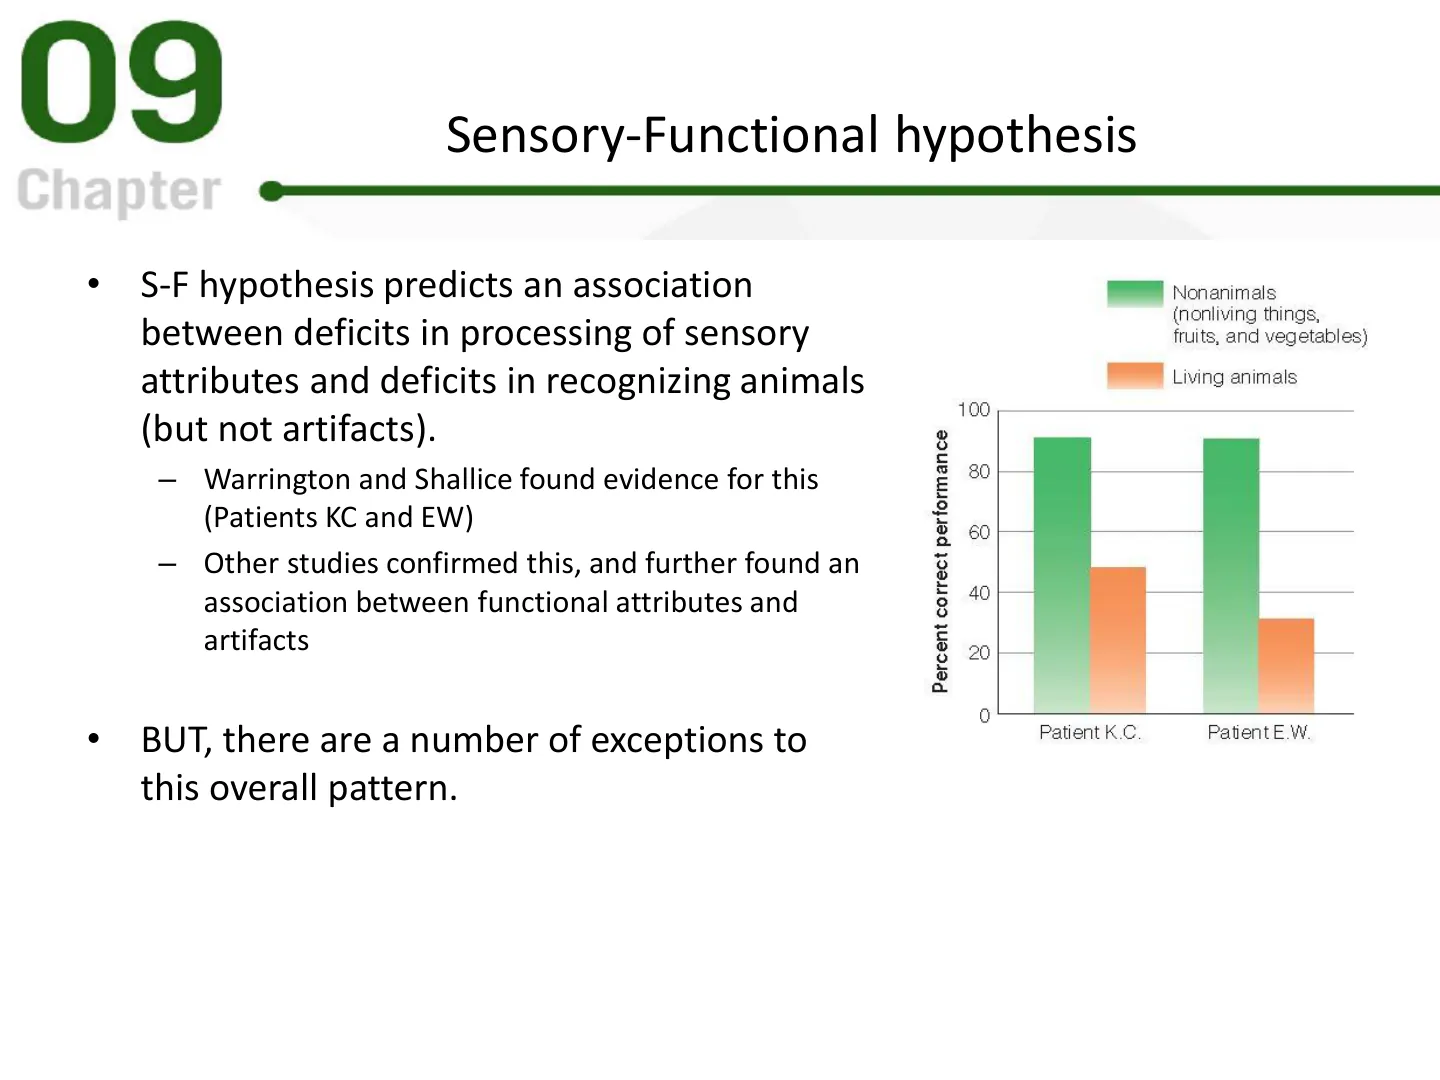 09
Chapter
Sensory-Functional hypothesis
• S-F hypothesis predicts an association
between deficits in processing of sensory
attributes and deficits in recognizing animals
(but not artifacts).
– Warrington and Shallice found evidence for this
(Patients KC and EW)
– Other studies confirmed this, and further found an
association between functional attributes and
artifacts
• BUT, there are a number of exceptions to
this overall pattern.
Nonanimals
(nonliving things,
fruits, and vegetables)
Living animals
Percent correct performance
100
80
60
40
20
0
Patient K.C.
Patient E.W.